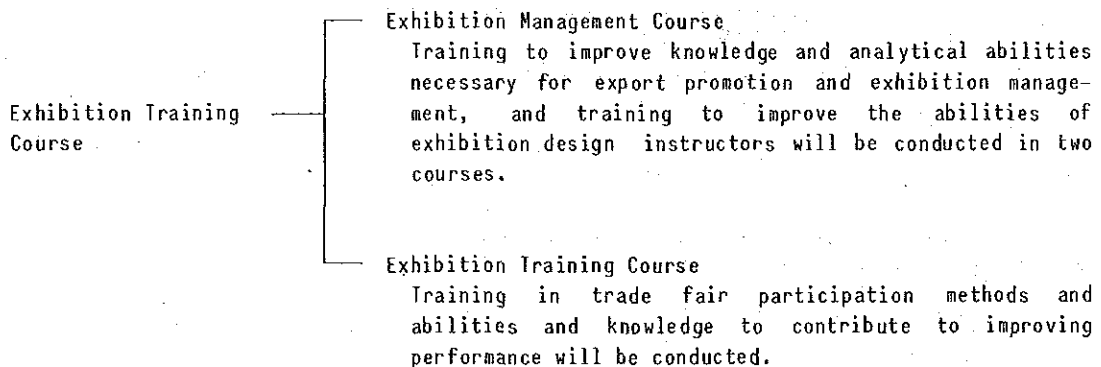 Exhibition Management Course
Training to improve knowledge and analytical abilities
necessary for export promotion and exhibition manage-
ment, and training to improve the abilities of
exhibition design instructors will be conducted in two
courses.
Exhibition Training
Course
Exhibition Training Course
Training in trade fair participation methods and
abilities and knowledge to contribute to improving
performance will be conducted.